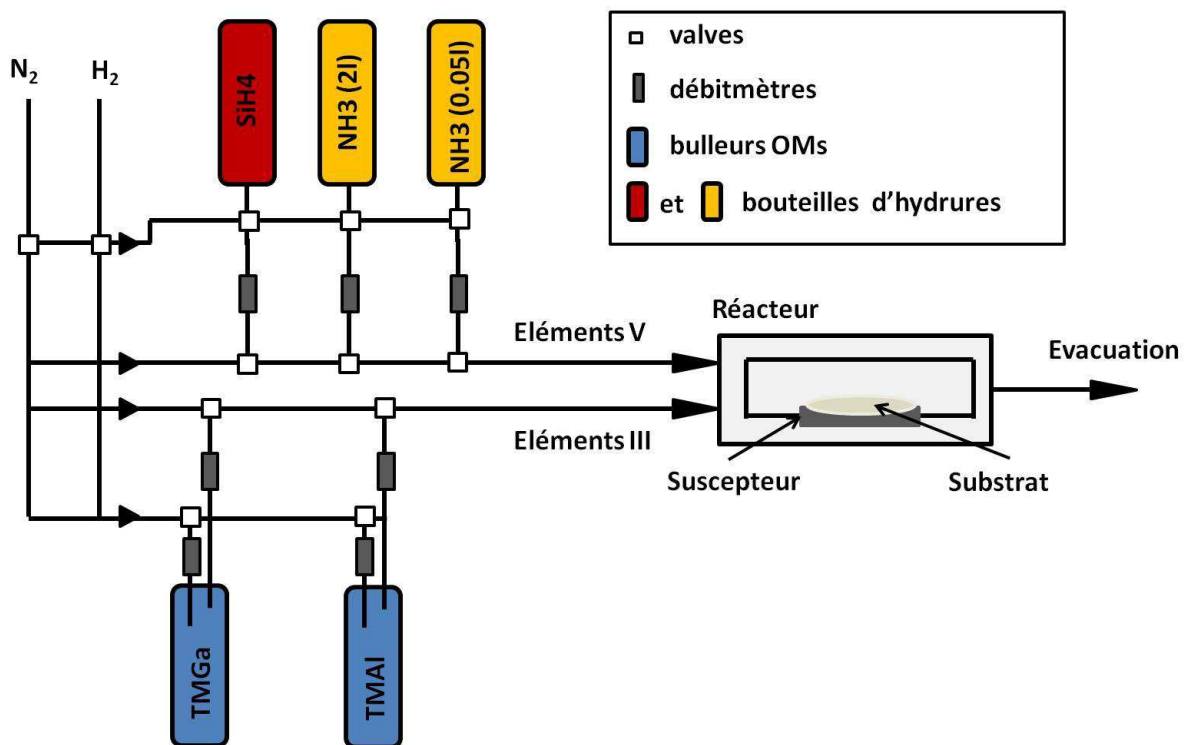 N2
H2
SiH4
NH3 (2l)
NH3 (0.05l)
valves
débitmètres
bulleurs OMs
et
bouteilles d'hydrures
Réacteur
Eléments V
Evacuation
Eléments III
Suscepteur
Substrat
TMGa
TMAl